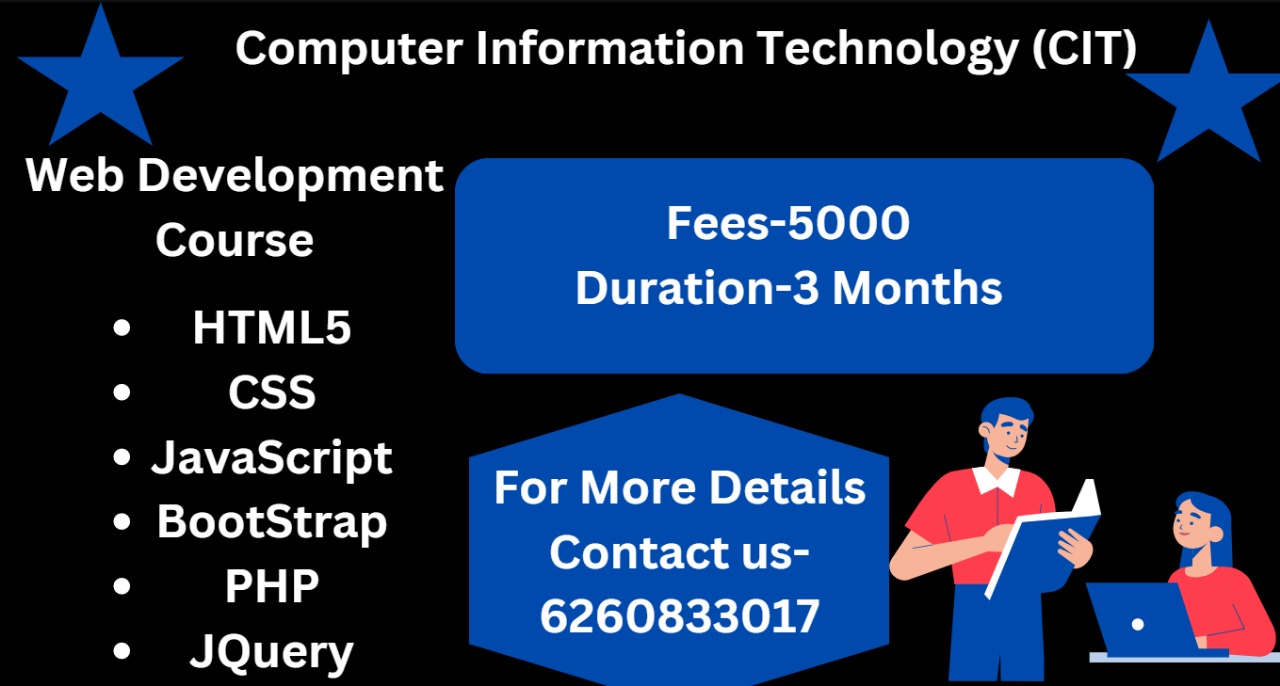 Computer Information Technology (CIT)
Web Development
Course
• HTML5
• CSS
• JavaScript
• BootStrap
• PHP
• JQuery
Fees-5000
Duration-3 Months
For More Details
Contact us-
6260833017